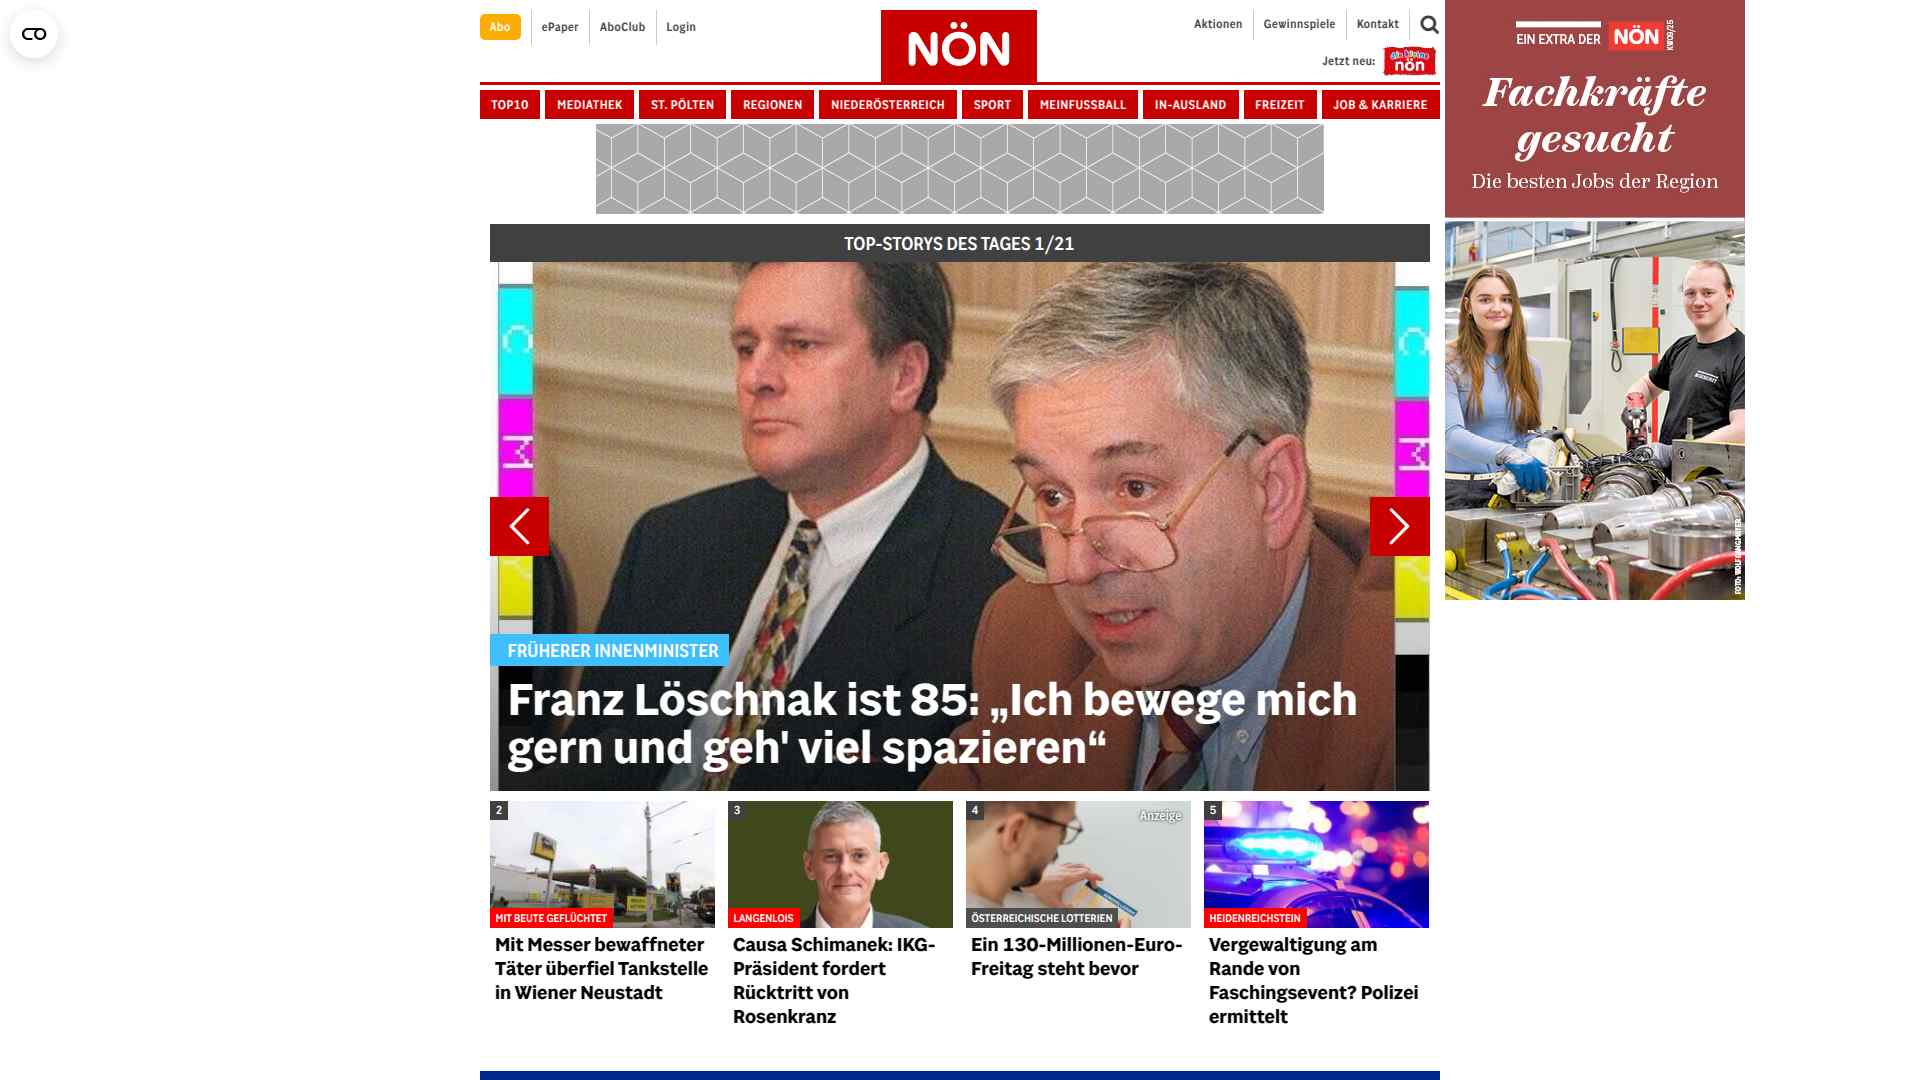 Abo
ePaper
AboClub
Login
NÖN
Aktionen
Gewinnspiele
Kontakt
Jetzt neu:
die kleine
nön
TOP10
MEDIATHEK
ST. PÖLTEN
REGIONEN
NIEDERÖSTERREICH
SPORT
MEINFUSSBALL
IN-AUSLAND
FREIZEIT
JOB & KARRIERE
EIN EXTRA DER NÖN
KW09/25
Fachkräfte
gesucht
Die besten Jobs der Region
TOP-STORYS DES TAGES 1/21
C
C
M
M
Y
Y
FRÜHERER INNENMINISTER
Franz Löschnak ist 85: „Ich bewege mich
gern und geh' viel spazieren“
2
MIT BEUTE GEFLÜCHTET
Mit Messer bewaffneter
Täter überfiel Tankstelle
in Wiener Neustadt
3
LANGENLOIS
Causa Schimanek: IKG-
Präsident fordert
Rücktritt von
Rosenkranz
4
Anzeige
ÖSTERREICHISCHE LOTTERIEN
Ein 130-Millionen-Euro-
Freitag steht bevor
5
HEIDENREICHSTEIN
Vergewaltigung am
Rande von
Faschingsevent? Polizei
ermittelt